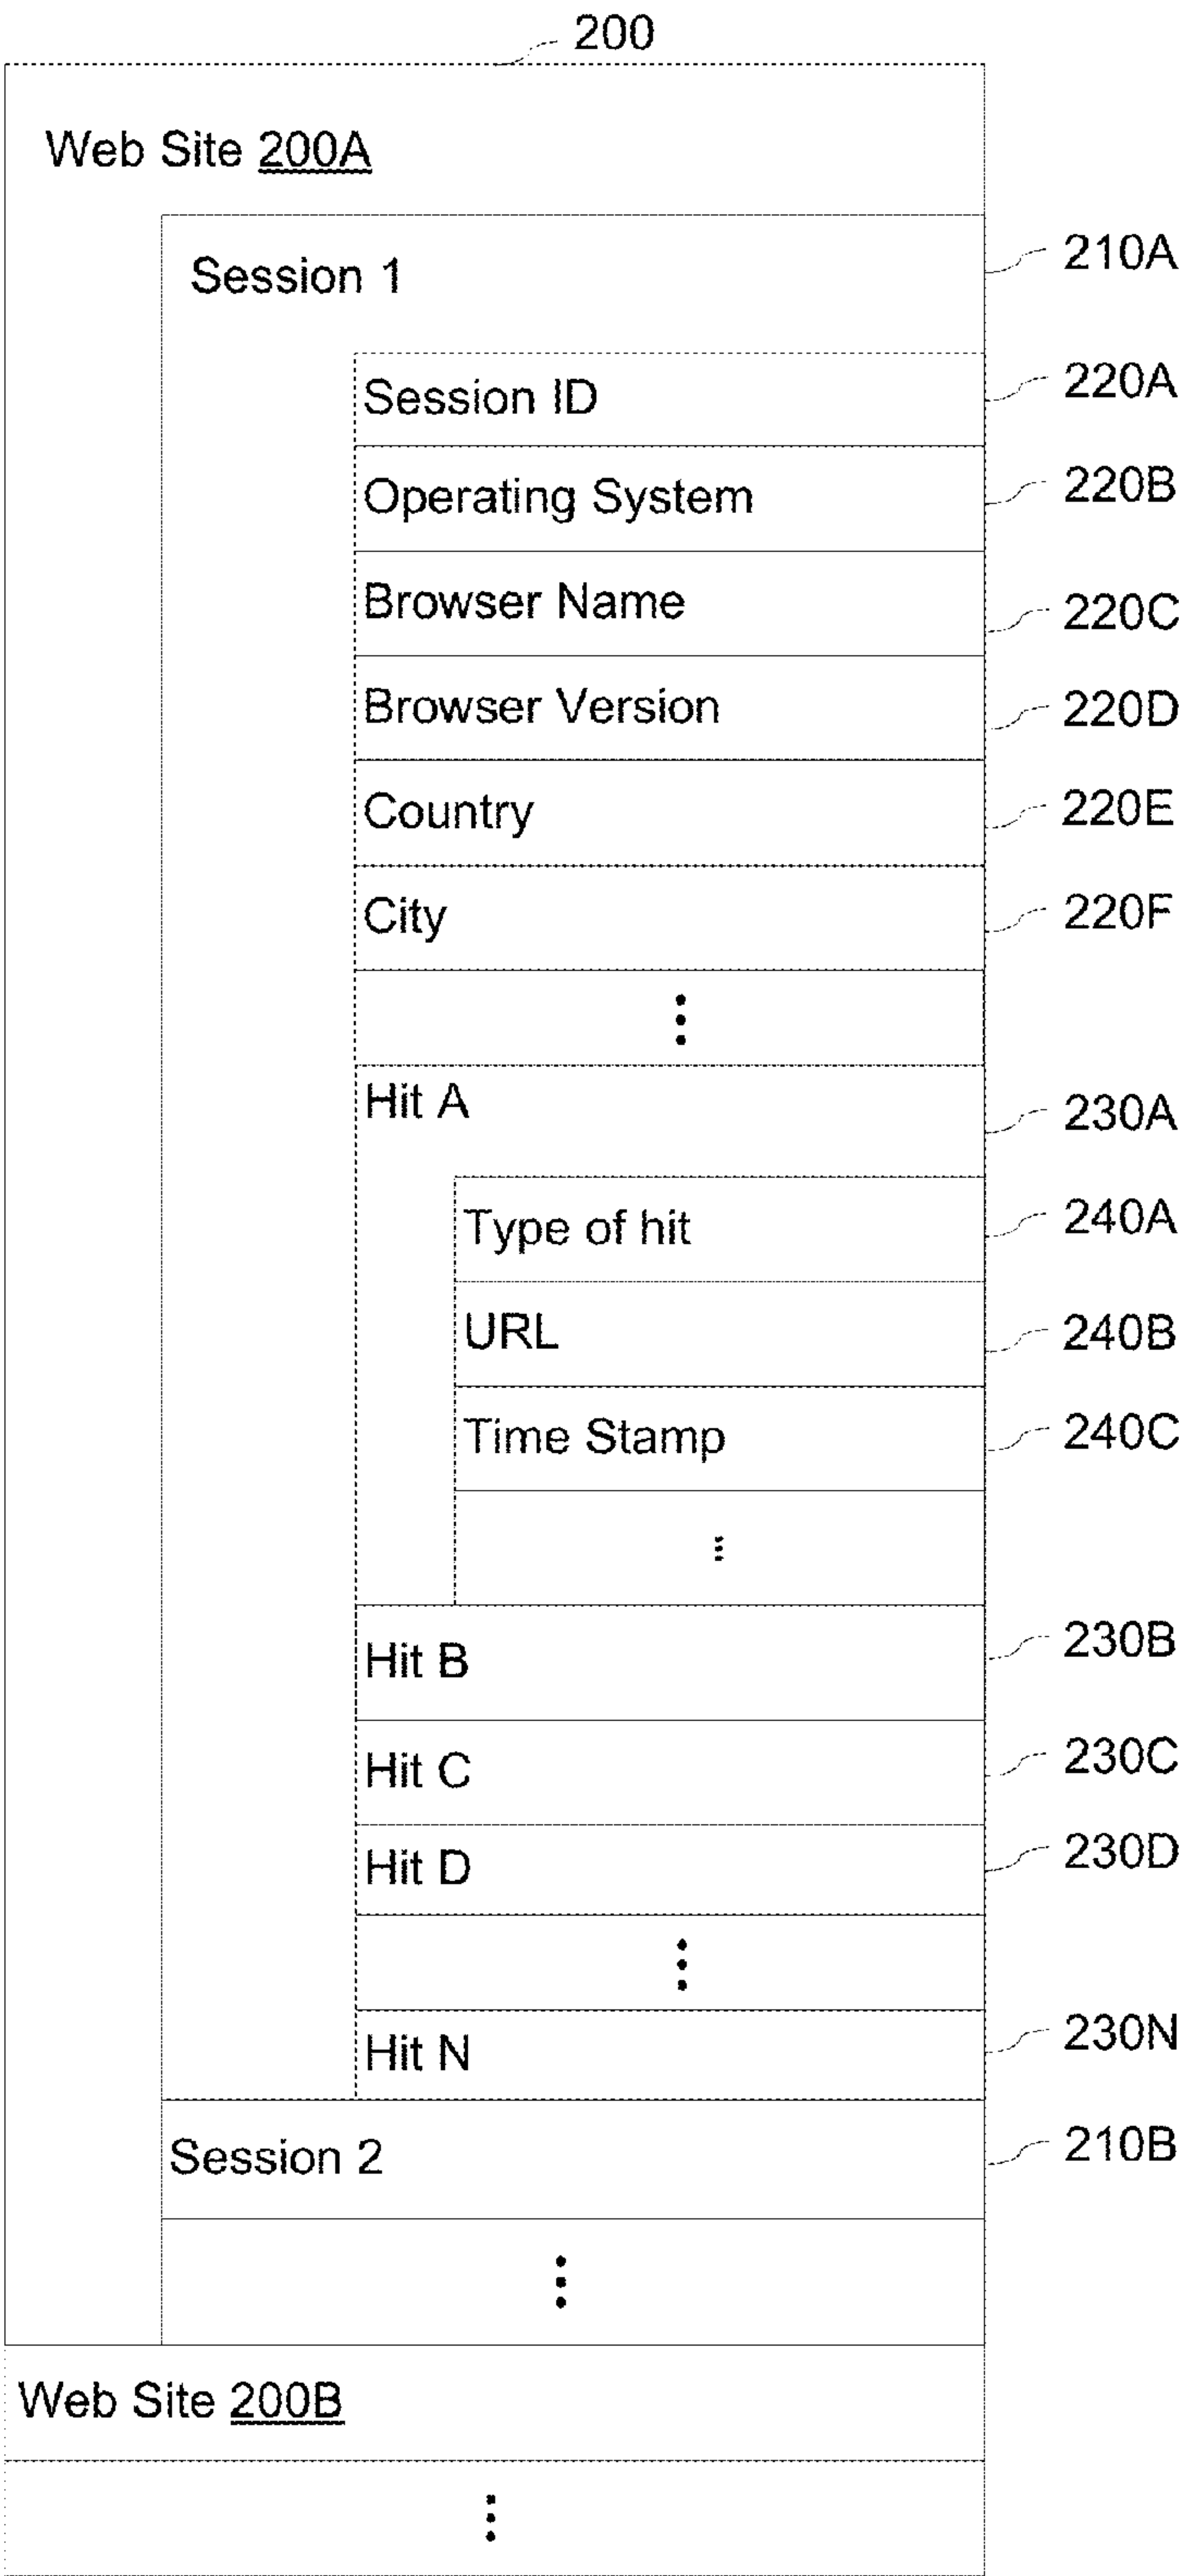 200
Web Site 200A
Session 1 210A
Session ID 220A
Operating System 220B
Browser Name 220C
Browser Version 220D
Country 220E
City 220F
Hit A 230A
Type of hit 240A
URL 240B
Time Stamp 240C
Hit B 230B
Hit C 230C
Hit D 230D
Hit N 230N
Session 2 210B
Web Site 200B